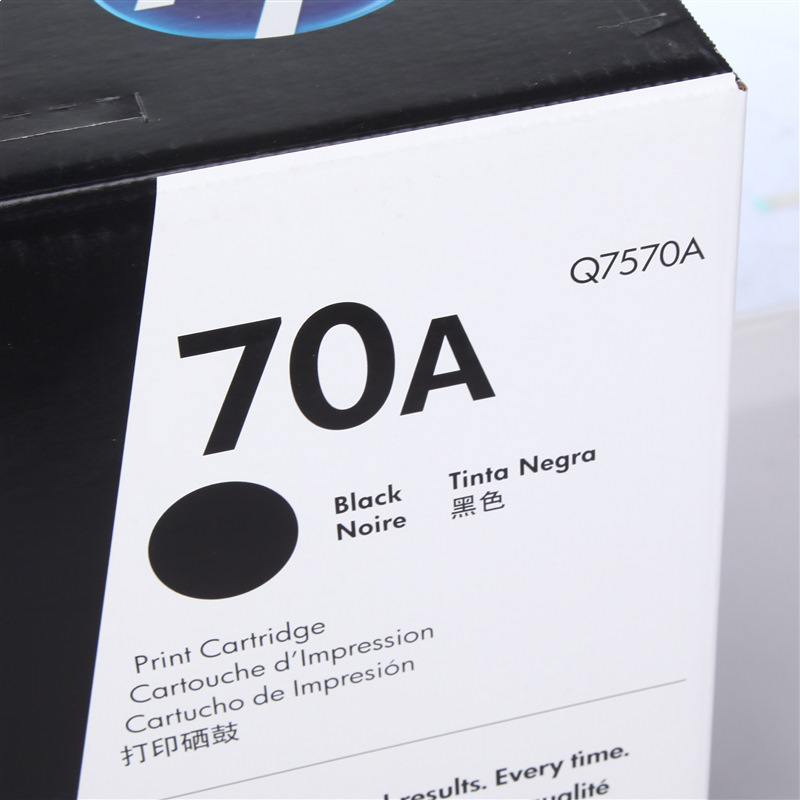 Q7570A
70A
Black
Noire
Tinta Negra
黑色
Print Cartridge
Cartouche d'Impression
Cartucho de Impresión
打印硒鼓
results. Every time.